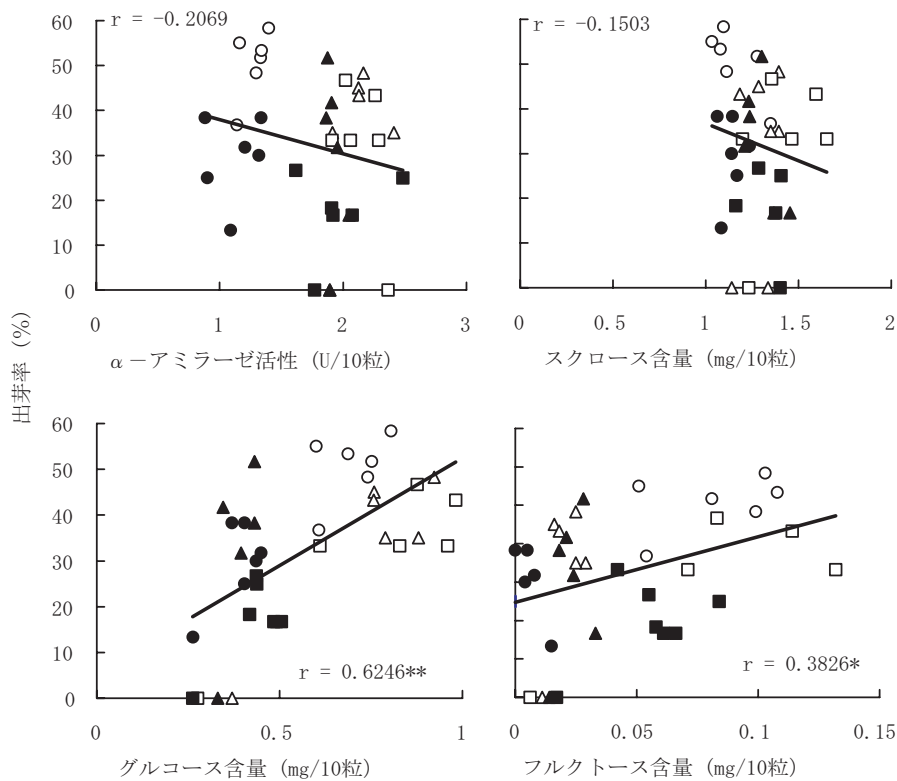 r = -0.2069
60
50
40
30
20
10
0
0 1 2 3
α－アミラーゼ活性 (U/10粒)
r = -0.1503
0 0.5 1 1.5 2
スクロース含量 (mg/10粒)
出芽率 (%)
60
50
40
30
20
10
0
r = 0.6246**
0 0.5 1
グルコース含量 (mg/10粒)
r = 0.3826*
0 0.05 0.1 0.15
フルクトース含量 (mg/10粒)